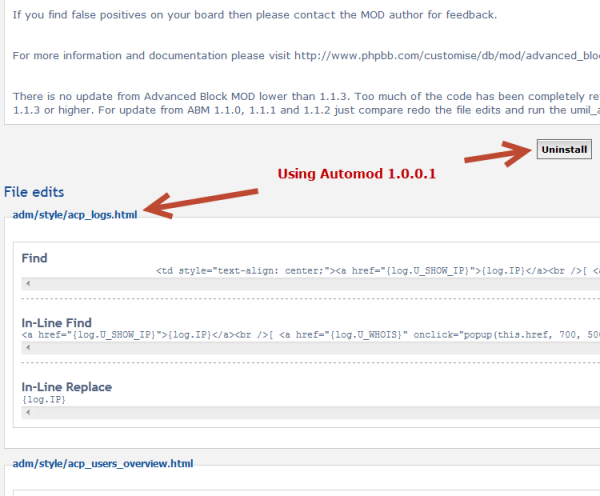 If you find false positives on your board then please contact the MOD author for feedback.
For more information and documentation please visit http://www.phpbb.com/customise/db/mod/advanced_blo
There is no update from Advanced Block MOD lower than 1.1.3. Too much of the code has been completely re
1.1.3 or higher. For update from ABM 1.1.0, 1.1.1 and 1.1.2 just compare redo the file edits and run the umil_a
Uninstall
Using Automod 1.0.0.1
File edits
adm/style/acp_logs.html
Find
<td style="text-align: center;"><a href="{log.U_SHOW_IP}">{log.IP}</a><br />[ <a
In-Line Find
<a href="{log.U_SHOW_IP}">{log.IP}</a><br />[ <a href="{log.U_WHOIS}" onclick="popup(this.href, 700, 500
In-Line Replace
{log.IP}
adm/style/acp_users_overview.html